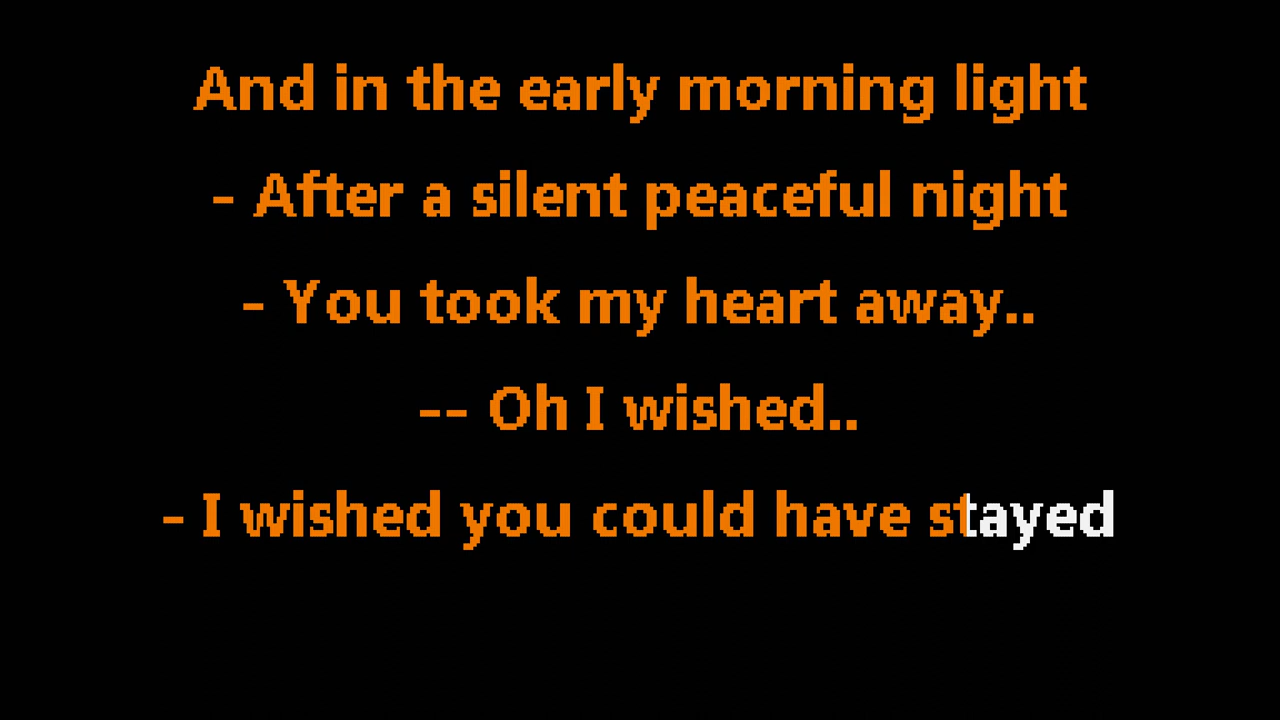 And in the early morning light
- After a silent peaceful night
- You took my heart away..
-- Oh I wished..
- I wished you could have stayed